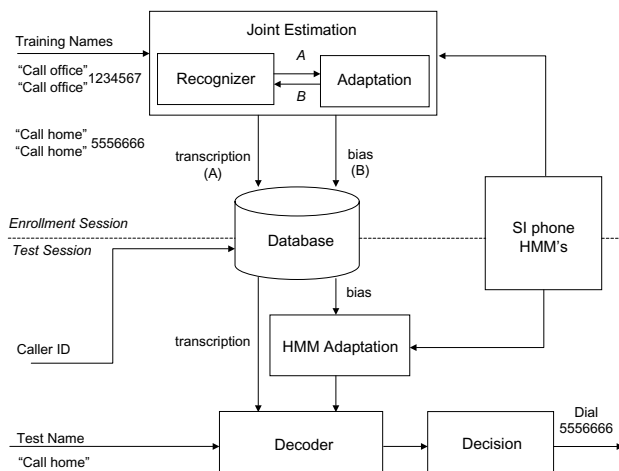 Joint Estimation
Training Names
A
Recognizer
Adaptation
B
“Call office” 1234567
“Call office”
“Call home” 5556666
“Call home”
transcription
(A)
bias
(B)
Enrollment Session
Test Session
Database
SI phone
HMM's
bias
transcription
HMM Adaptation
Caller ID
Test Name
“Call home”
Decoder
Decision
Dial
5556666